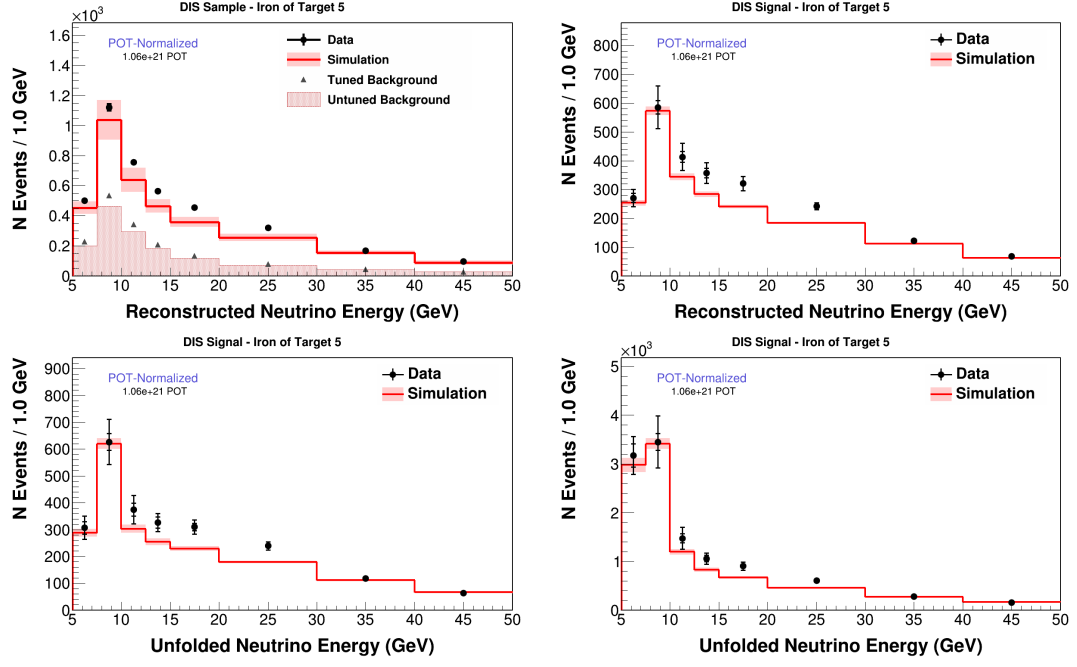 DIS Sample - Iron of Target 5
×10³
N Events / 1.0 GeV
POT-Normalized
1.06e+21 POT
Data
Simulation
Tuned Background
Untuned Background
1.6
1.4
1.2
1
0.8
0.6
0.4
0.2
0
5 10 15 20 25 30 35 40 45 50
Reconstructed Neutrino Energy (GeV)
DIS Signal - Iron of Target 5
N Events / 1.0 GeV
POT-Normalized
1.06e+21 POT
Data
Simulation
800
700
600
500
400
300
200
100
0
5 10 15 20 25 30 35 40 45 50
Reconstructed Neutrino Energy (GeV)
DIS Signal - Iron of Target 5
N Events / 1.0 GeV
POT-Normalized
1.06e+21 POT
Data
Simulation
900
800
700
600
500
400
300
200
100
0
5 10 15 20 25 30 35 40 45 50
Unfolded Neutrino Energy (GeV)
DIS Signal - Iron of Target 5
×10³
N Events / 1.0 GeV
POT-Normalized
1.06e+21 POT
Data
Simulation
5
4
3
2
1
0
5 10 15 20 25 30 35 40 45 50
Unfolded Neutrino Energy (GeV)